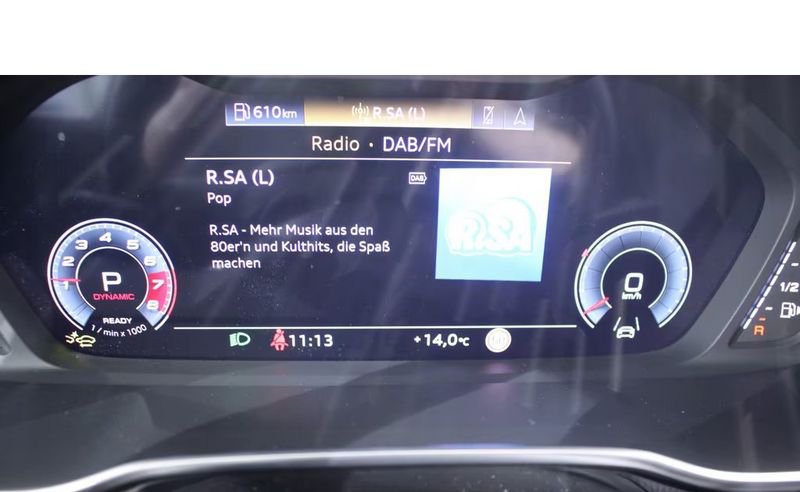 610 km
R.SA (L)
Radio • DAB/FM
R.SA (L)
DAB
Pop
R.SA - Mehr Musik aus den
80er'n und Kulthits, die Spaß
machen
R.SA
1 2 3 4 5 6 7 8
P
DYNAMIC
READY
1 / min x 1000
0
km/h
1/2
R
11:13
+14,0°C